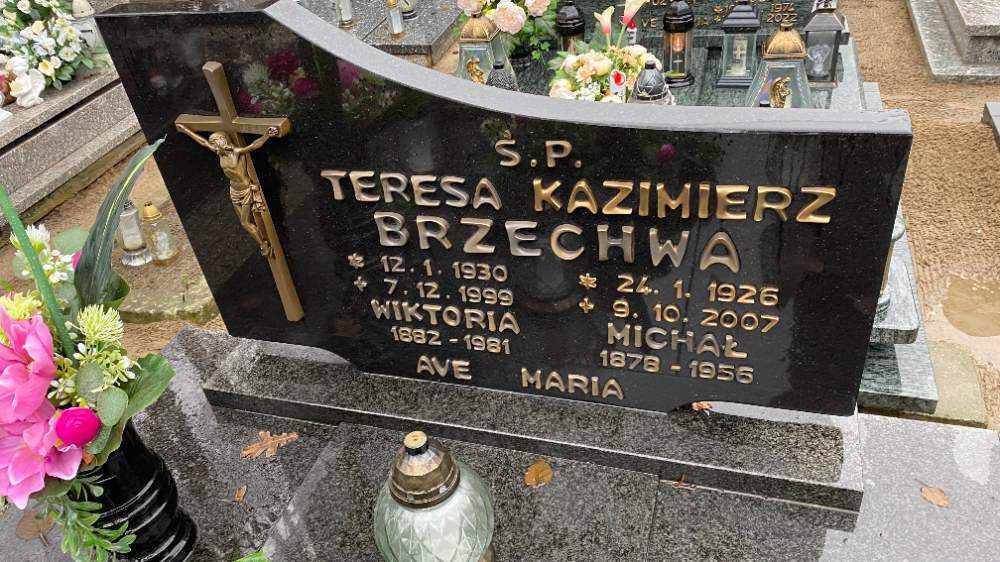 Ś.P.
TERESA KAZIMIERZ
BRZECHWA
* 12.1.1930
+ 7.12.1999
* 24.1.1926
+ 9.10.2007
WIKTORIA
1882 - 1981
MICHAŁ
1878 - 1956
AVE MARIA
2022